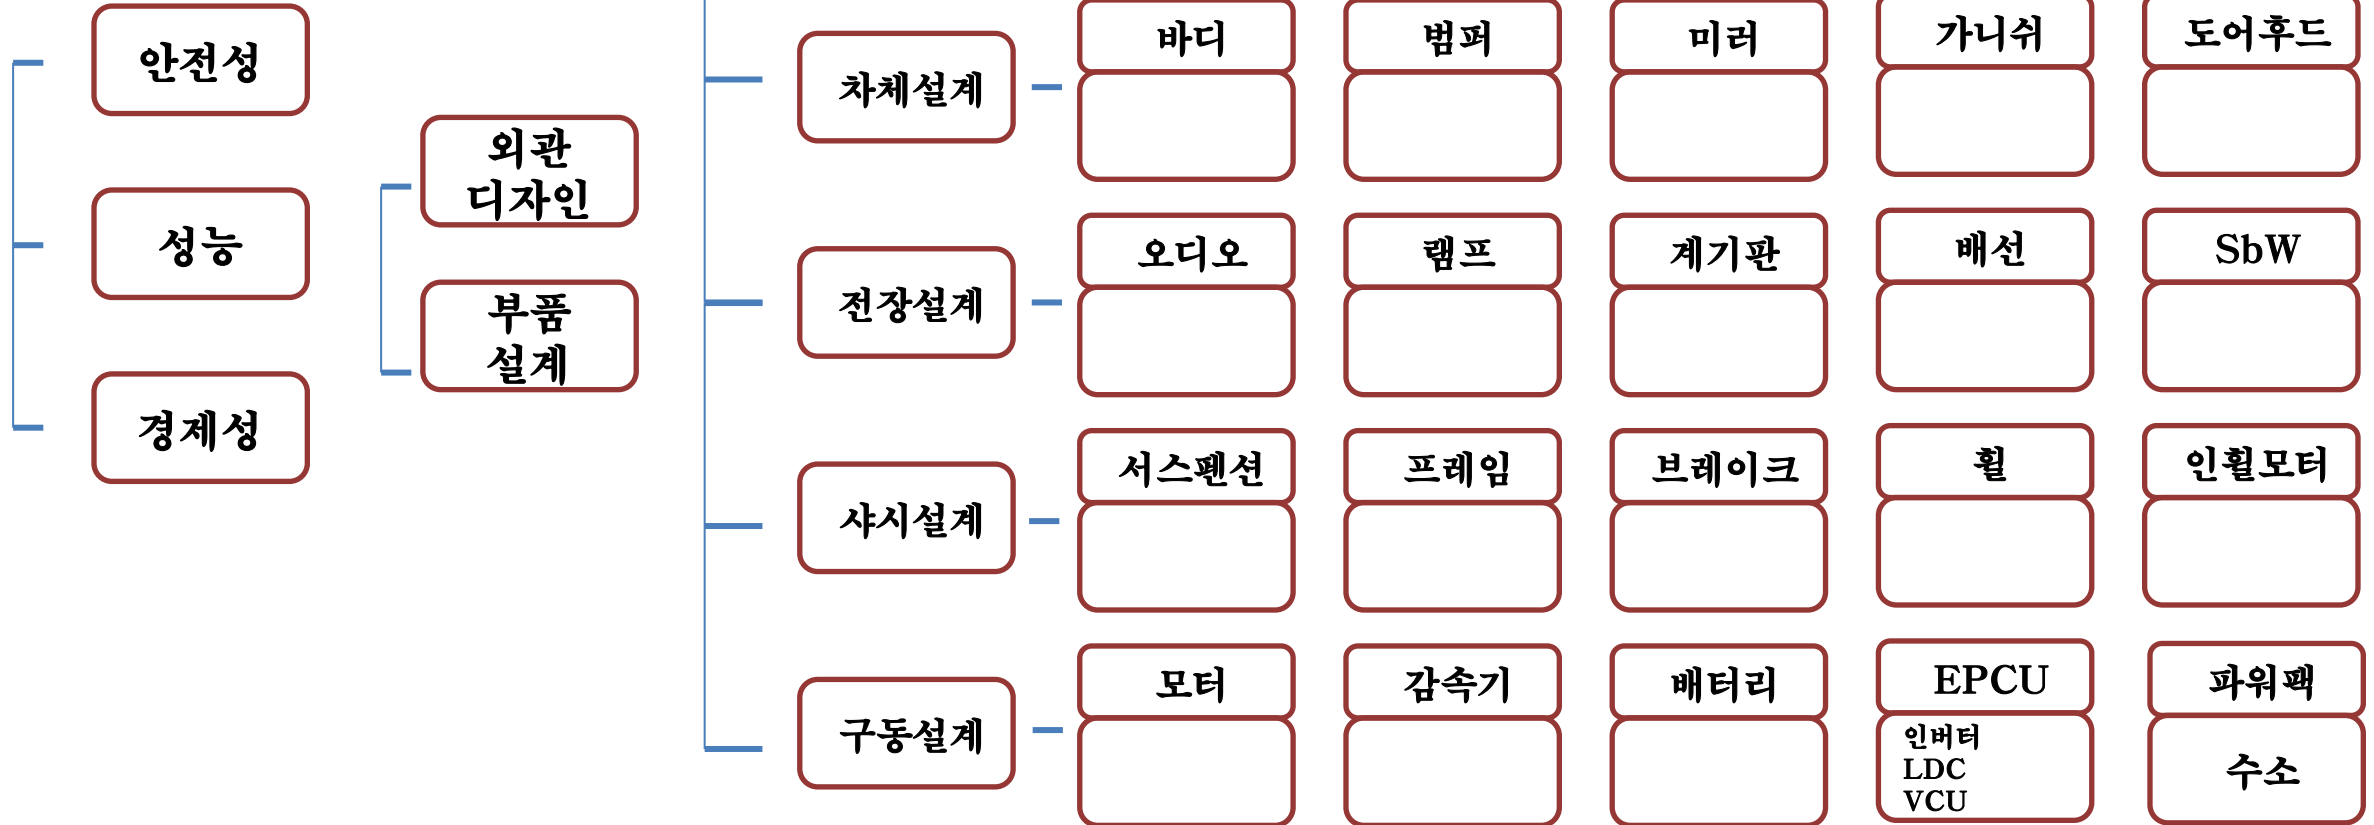 안전성
성능
경제성
외관
디자인
부품
설계
차체설계
바디
범퍼
미러
가니쉬
도어후드
전장설계
오디오
램프
계기판
배선
SbW
샤시설계
서스펜션
프레임
브레이크
휠
인휠모터
구동설계
모터
감속기
배터리
EPCU
인버터
LDC
VCU
파워팩
수소